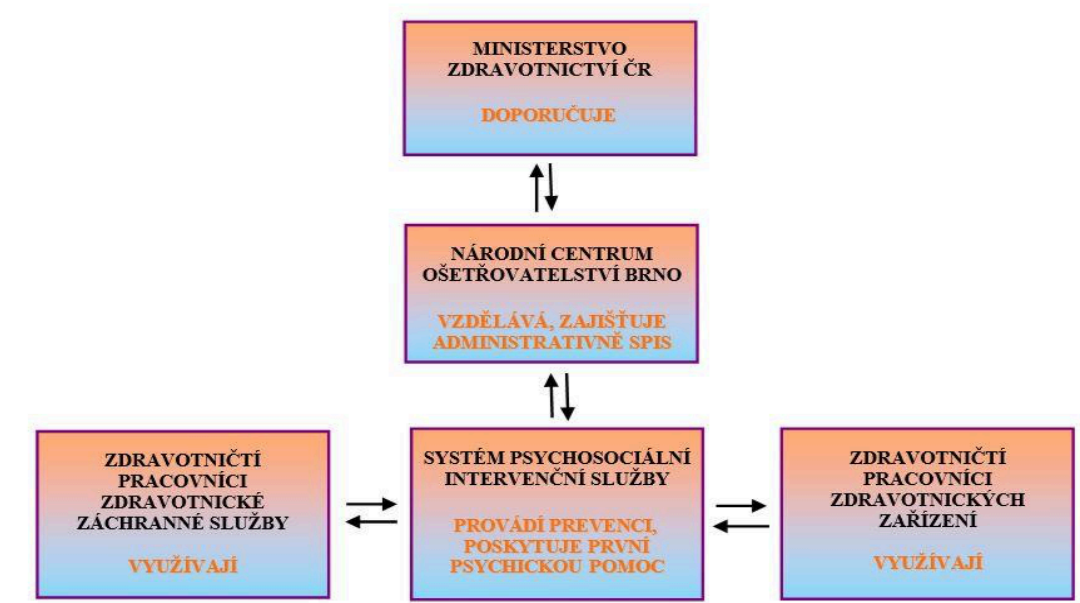 MINISTERSTVO
ZDRAVOTNICTVÍ ČR
DOPORUČUJE
NÁRODNÍ CENTRUM
OŠETŘOVATELSTVÍ BRNO
VZDĚLÁVÁ, ZAJIŠŤUJE
ADMINISTRATIVNĚ SPIS
ZDRAVOTNIČTÍ
PRACOVNÍCI
ZDRAVOTNICKÉ
ZÁCHRANNÉ SLUŽBY
VYUŽÍVAJÍ
SYSTÉM PSYCHOSOCIÁLNÍ
INTERVENČNÍ SLUŽBY
PROVÁDÍ PREVENCI,
POSKYTUJE PRVNÍ
PSYCHICKOU POMOC
ZDRAVOTNIČTÍ
PRACOVNÍCI
ZDRAVOTNICKÝCH
ZAŘÍZENÍ
VYUŽÍVAJÍ